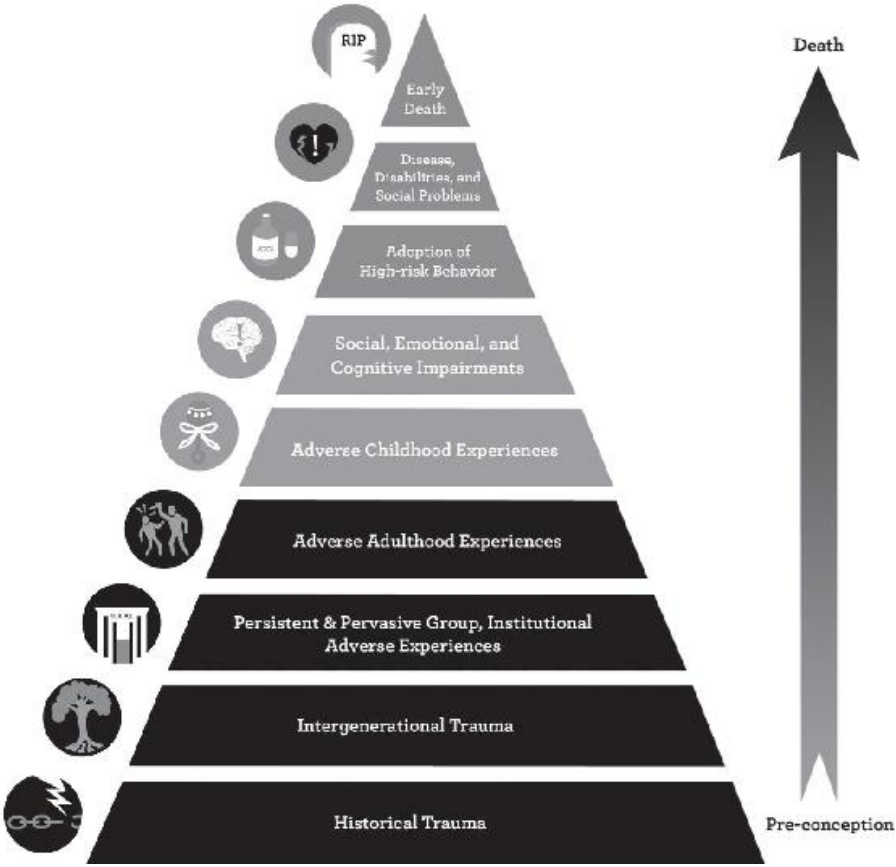 RIP
Death
Early
Death
Disease,
Disabilities, and
Social Problems
Adoption of
High-risk Behavior
Social, Emotional, and
Cognitive Impairments
Adverse Childhood Experiences
Adverse Adulthood Experiences
Persistent & Pervasive Group, Institutional
Adverse Experiences
Intergenerational Trauma
Historical Trauma
Pre-conception